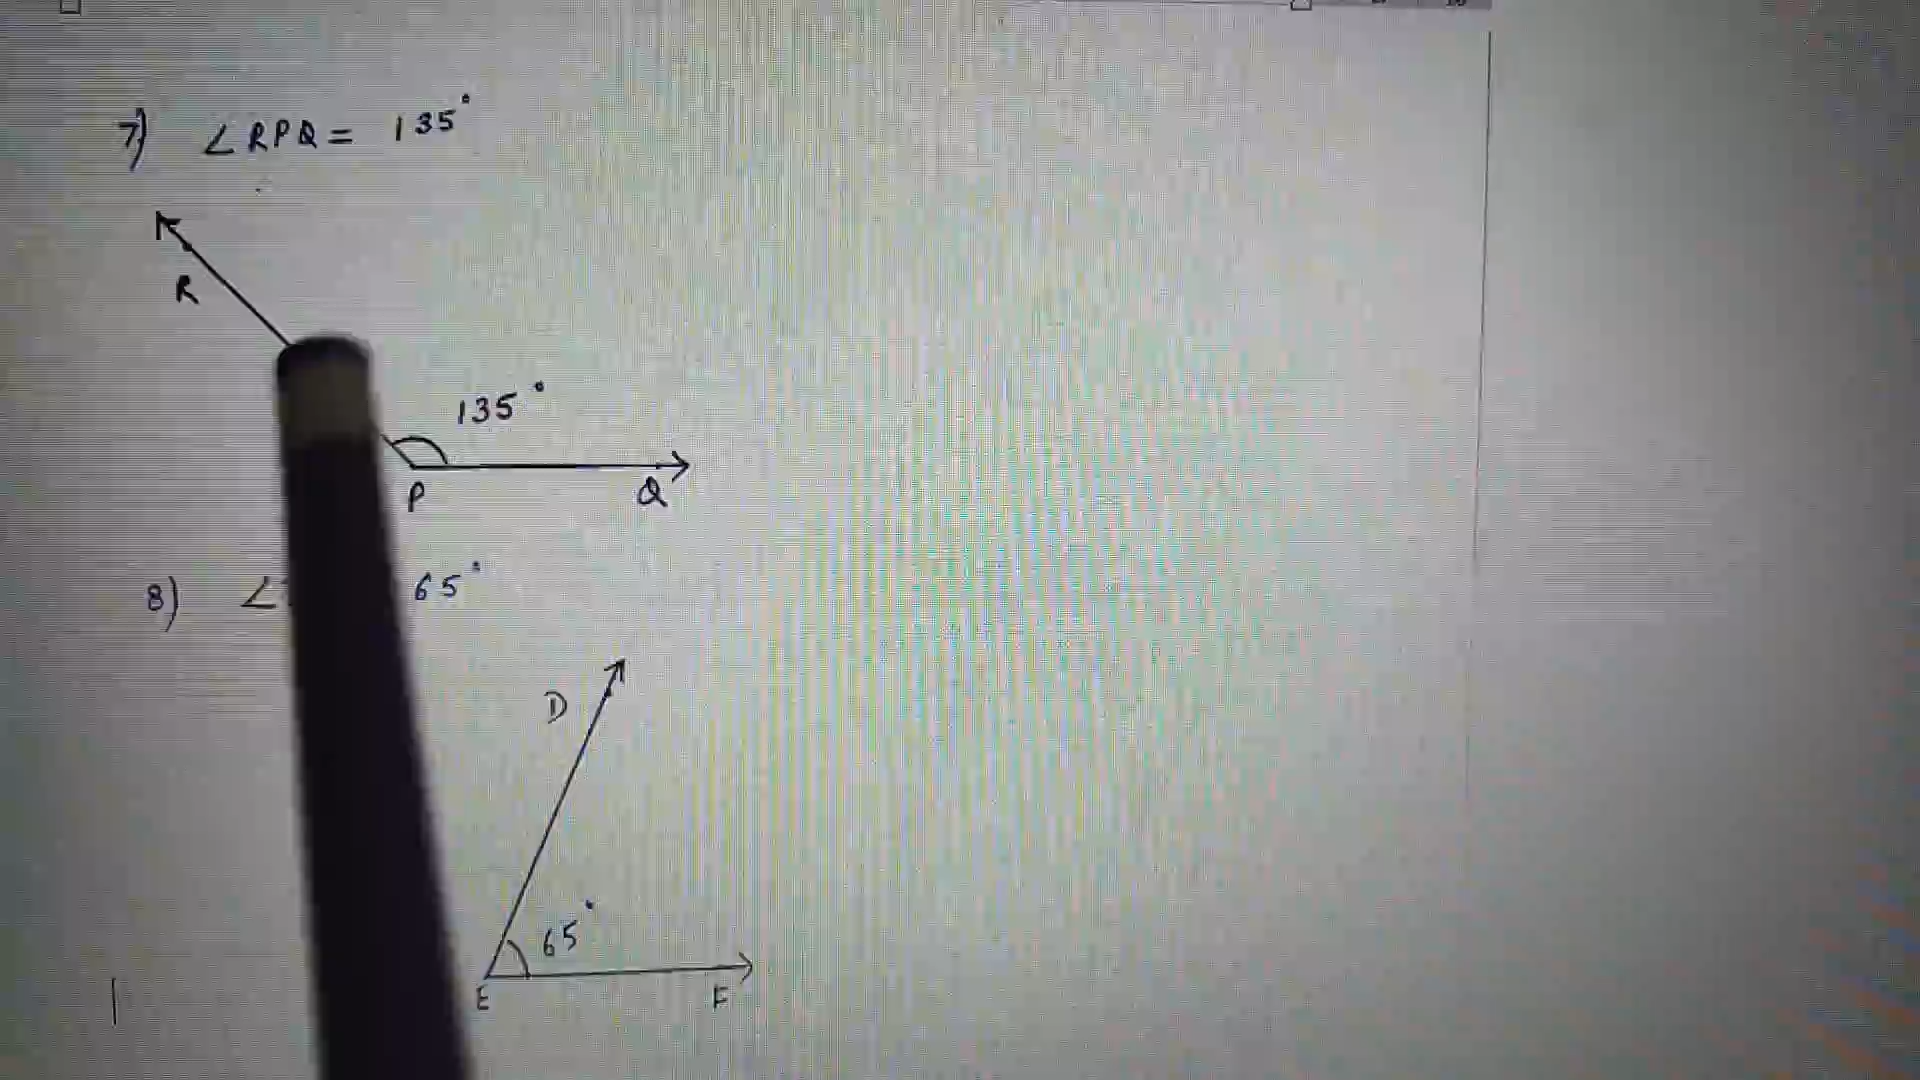 7) ∠RPQ = 135°
R
135°
P Q
8) ∠ 65°
D
65°
E F